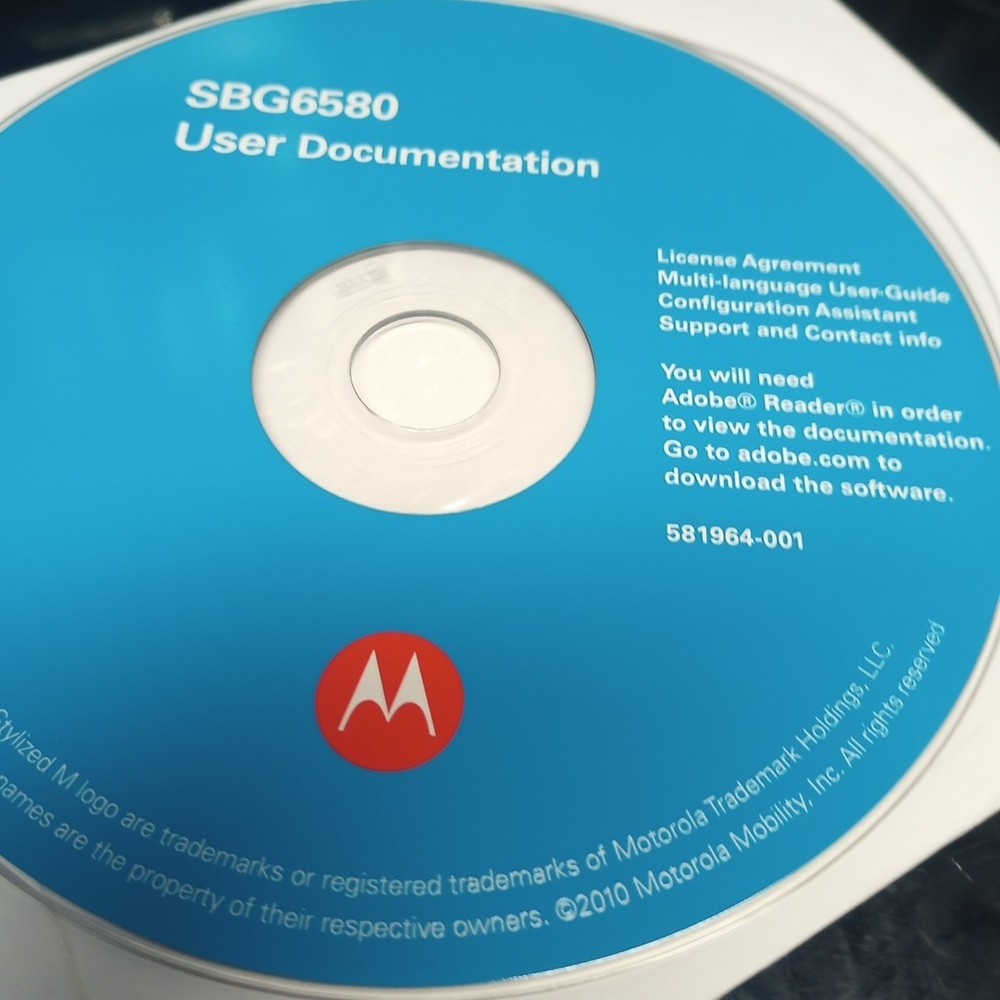 SBG6580
User Documentation
License Agreement
Multi-language User-Guide
Configuration Assistant
Support and Contact info
You will need
Adobe® Reader® in order
to view the documentation.
Go to adobe.com to
download the software.
581964-001
Stylized M logo are trademarks or registered trademarks of Motorola Trademark Holdings, LLC.
names are the property of their respective owners. ©2010 Motorola Mobility, Inc. All rights reserved